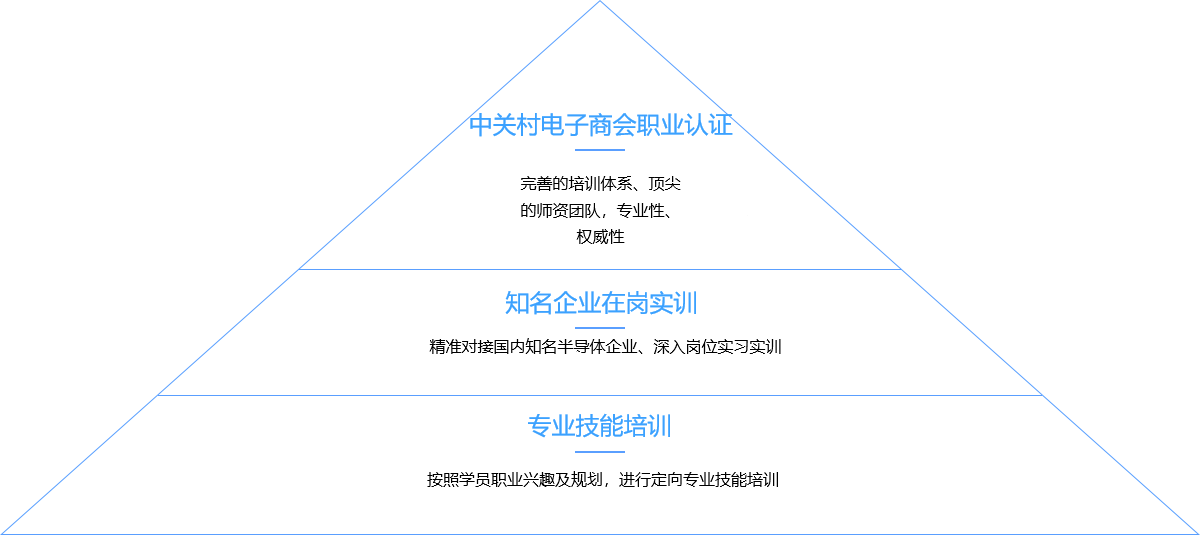 中关村电子商会职业认证
完善的培训体系、顶尖
的师资团队，专业性、
权威性
知名企业在岗实训
精准对接国内知名半导体企业、深入岗位实习实训
专业技能培训
按照学员职业兴趣及规划，进行定向专业技能培训